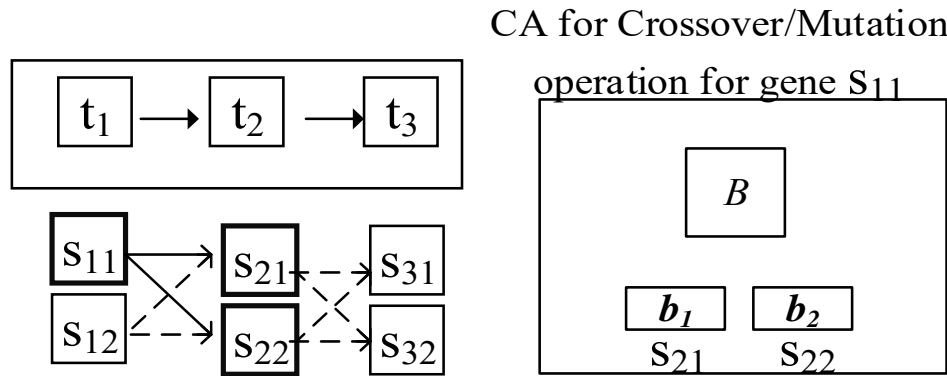 CA for Crossover/Mutation
operation for gene s₁₁
t₁ t₂ t₃
B
s₁₁ s₂₁ s₃₁
s₁₂ s₂₂ s₃₂
b₁ b₂
s₂₁ s₂₂